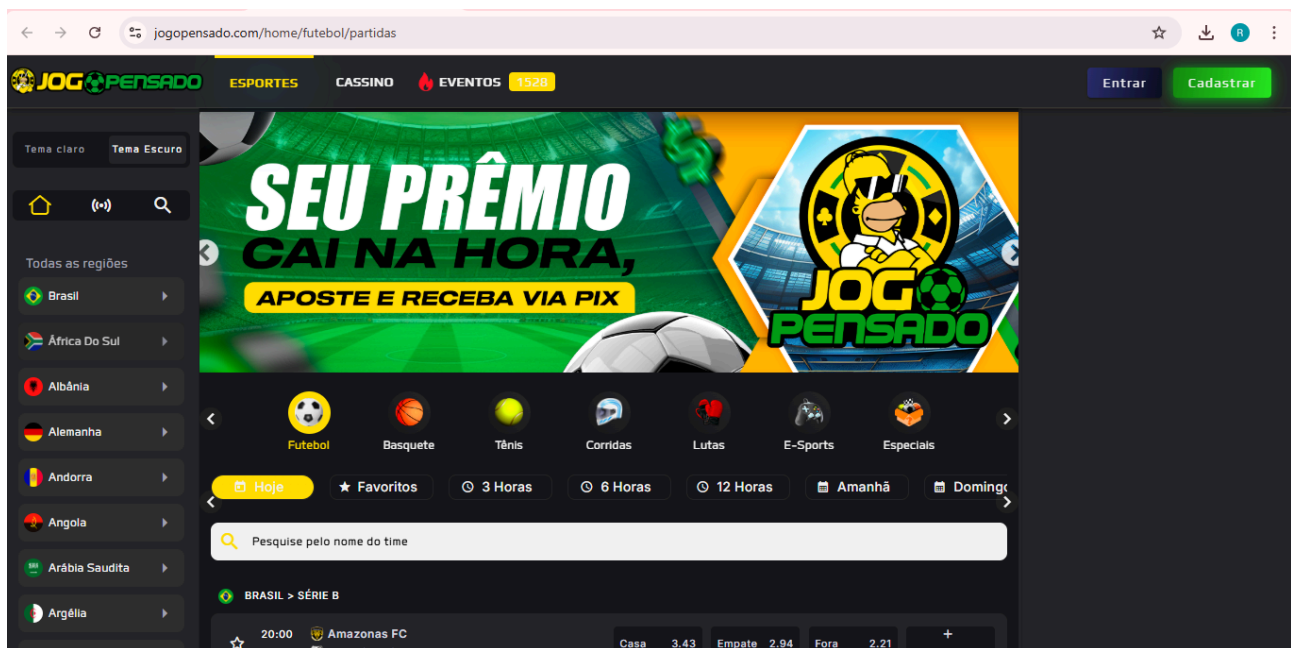 jogopensado.com/home/futebol/partidas
R
JOGOPENSADO
ESPORTES
CASSINO
EVENTOS 1528
Entrar
Cadastrar
Tema claro
Tema Escuro
SEU PRÊMIO
CAI NA HORA,
APOSTE E RECEBA VIA PIX
JOGO
PENSADO
Todas as regiões
Brasil
África Do Sul
Albânia
Alemanha
Andorra
Angola
Arábia Saudita
Argélia
Futebol
Basquete
Tênis
Corridas
Lutas
E-Sports
Especiais
Hoje
Favoritos
3 Horas
6 Horas
12 Horas
Amanhã
Doming
Pesquise pelo nome do time
BRASIL > SÉRIE B
20:00 Amazonas FC
Casa 3.43 Empate 2.94 Fora 2.21 +